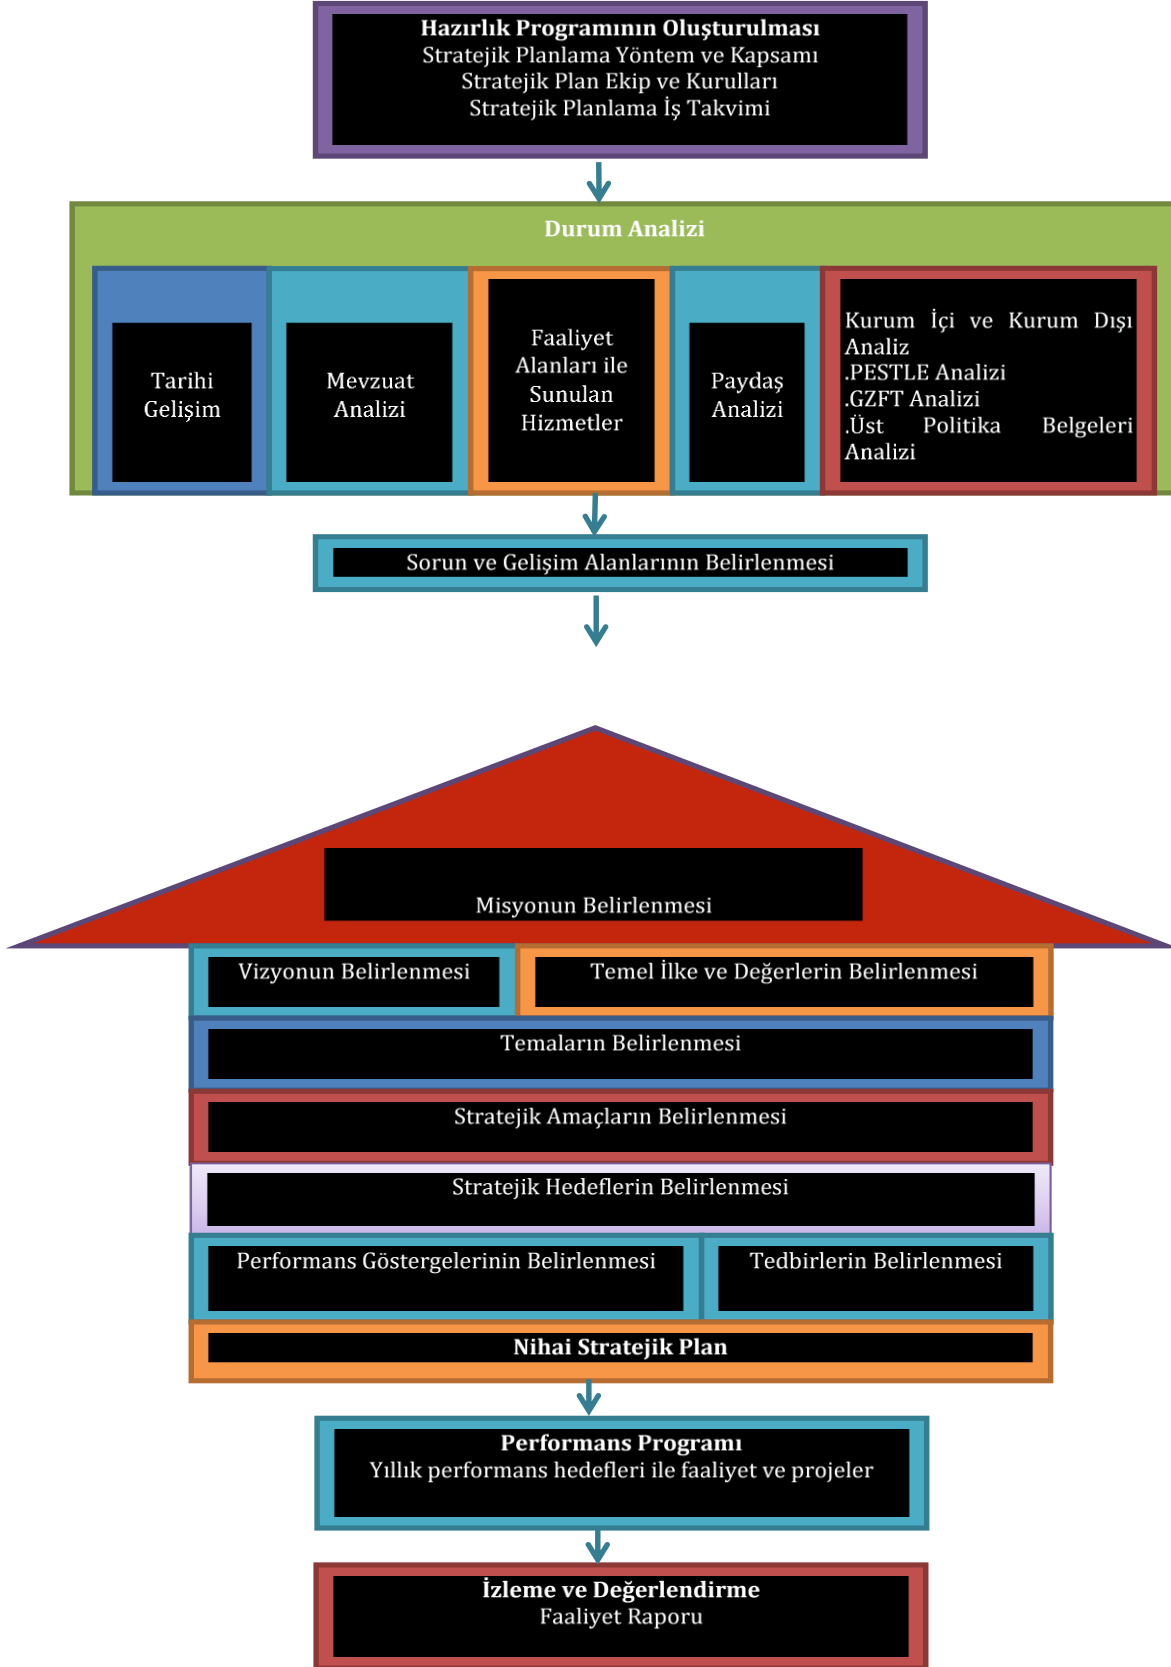 Hazırlık Programının Oluşturulması
Stratejik Planlama Yöntem ve Kapsamı
Stratejik Plan Ekip ve Kurulları
Stratejik Planlama İş Takvimi
Durum Analizi
Tarihi
Gelişim
Mevzuat
Analizi
Faaliyet
Alanları ile
Sunulan
Hizmetler
Paydaş
Analizi
Kurum İçi ve Kurum Dışı
Analiz
.PESTLE Analizi
.GZFT Analizi
.Üst Politika Belgeleri
Analizi
Sorun ve Gelişim Alanlarının Belirlenmesi
Misyonun Belirlenmesi
Vizyonun Belirlenmesi
Temel İlke ve Değerlerin Belirlenmesi
Temaların Belirlenmesi
Stratejik Amaçların Belirlenmesi
Stratejik Hedeflerin Belirlenmesi
Performans Göstergelerinin Belirlenmesi
Tedbirlerin Belirlenmesi
Nihai Stratejik Plan
Performans Programı
Yıllık performans hedefleri ile faaliyet ve projeler
İzleme ve Değerlendirme
Faaliyet Raporu